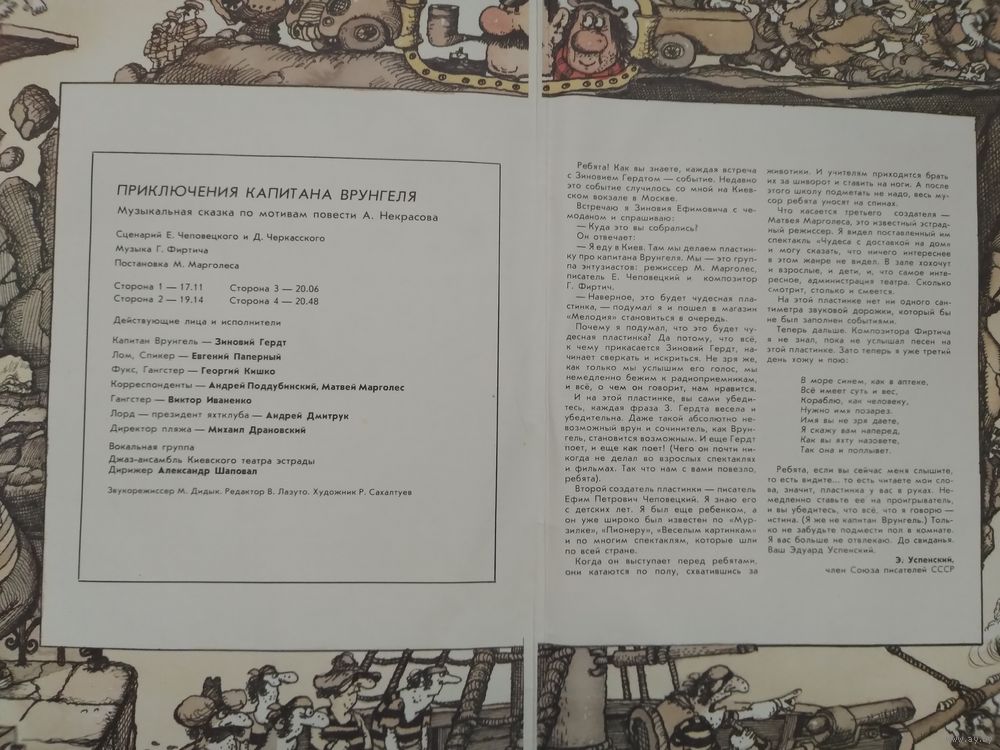 ПРИКЛЮЧЕНИЯ КАПИТАНА ВРУНГЕЛЯ
Музыкальная сказка по мотивам повести А. Некрасова
Сценарий Е. Чеповецкого и Д. Черкасского
Музыка Г. Фиртича
Постановка М. Марголеса
Сторона 1 — 17.11 Сторона 3 — 20.06
Сторона 2 — 19.14 Сторона 4 — 20.48
Действующие лица и исполнители
Капитан Врунгель — Зиновий Гердт
Лом, Спикер — Евгений Паперный
Фукс, Гангстер — Георгий Кишко
Корреспонденты — Андрей Поддубинский, Матвей Марголес
Гангстер — Виктор Иваненко
Лорд — президент яхтклуба — Андрей Дмитрук
Директор пляжа — Михаил Драновский
Вокальная группа
Джаз-ансамбль Киевского театра эстрады
Дирижер Александр Шаповал
Звукорежиссер М. Дидык. Редактор В. Лазуто. Художник Р. Сахалтуев
Ребята! Как вы знаете, каждая встреча
с Зиновием Гердтом — событие. Недавно
это событие случилось со мной на Киев-
ском вокзале в Москве.
Встречаю я Зиновия Ефимовича с че-
моданом и спрашиваю:
— Куда это вы собрались?
Он отвечает:
— Я еду в Киев. Там мы делаем пластин-
ку про капитана Врунгеля. Мы — это груп-
па энтузиастов: режиссер М. Марголес,
писатель Е. Чеповецкий и композитор
Г. Фиртич.
— Наверное, это будет чудесная пла-
стинка, — подумал я и пошел в магазин
«Мелодия» становиться в очередь.
Почему я подумал, что это будет чу-
десная пластинка? Да потому, что всё,
к чему прикасается Зиновий Гердт, на-
чинает сверкать и искриться. Не зря же,
как только мы услышим его голос, мы
немедленно бежим к радиоприемникам,
и всё, о чем он говорит, нам нравится.
И на этой пластинке, вы сами убеди-
тесь, каждая фраза З. Гердта весела и
убедительна. Даже такой абсолютно не-
возможный врун и сочинитель, как Врун-
гель, становится возможным. И еще Гердт
поет, и еще как поет! (Чего он почти ни-
когда не делал во взрослых спектаклях
и фильмах. Так что нам с вами повезло,
ребята).
Второй создатель пластинки — писатель
Ефим Петрович Чеповецкий. Я знаю его
с детских лет. Я был еще ребенком, а
он уже широко был известен по «Мур-
зилке», «Пионеру», «Веселым картинкам»
и по многим спектаклям, которые шли
по всей стране.
Когда он выступает перед ребятами,
они катаются по полу, схватившись за
животики. И учителям приходится брать
их за шиворот и ставить на ноги. А после
этого школу подметать не надо, весь му-
сор ребята уносят на спинах.
Что касается третьего создателя —
Матвея Марголеса, это известный эстрад-
ный режиссер. Я видел поставленный им
спектакль «Чудеса с доставкой на дом»
и могу сказать, что ничего интереснее
в этом жанре не видел. В зале хохочут
и взрослые, и дети, и, что самое инте-
ресное, администрация театра. Сколько
смотрит, столько и смеется.
На этой пластинке нет ни одного сан-
тиметра звуковой дорожки, который бы
не был заполнен событиями.
Теперь дальше. Композитора Фиртича
я не знал, пока не услышал песен на
этой пластинке. Зато теперь я уже третий
день хожу и пою:
В море синем, как в аптеке,
Всё имеет суть и вес,
Кораблю, как человеку,
Нужно имя позарез.
Имя вы не зря даете,
Я скажу вам наперед,
Как вы яхту назовете,
Так она и поплывет.
Ребята, если вы сейчас меня слышите,
то есть видите... то есть читаете мои сло-
ва, значит, пластинка у вас в руках. Не-
медленно ставьте ее на проигрыватель,
и вы убедитесь, что всё, что я говорю —
истина. (Я же не капитан Врунгель.) Толь-
ко не забудьте подмести пол в комнате.
Я вас больше не отвлекаю. До свиданья.
Ваш Эдуард Успенский.
Э. Успенский,
член Союза писателей СССР